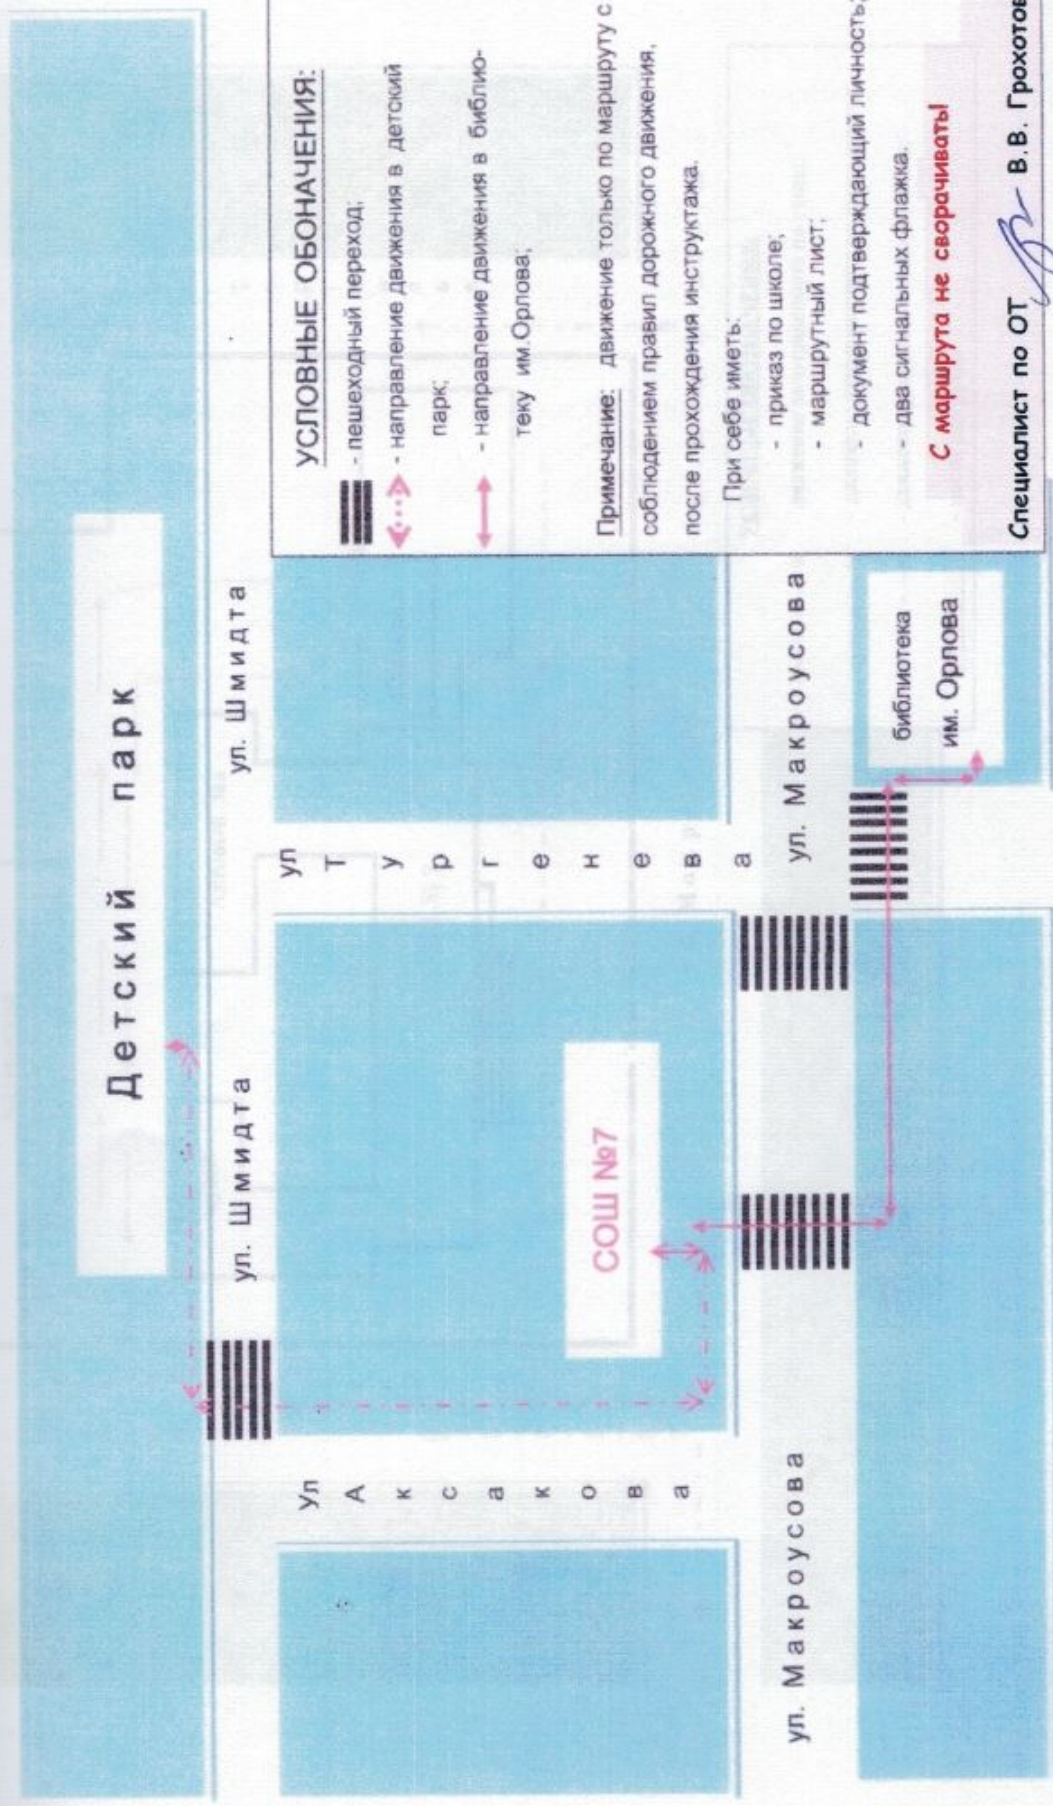 Детский парк
ул. Шмидта
ул. Шмидта
Ул Аксакова
ул Тургенева
СОШ №7
ул. Макроусова
ул. Макроусова
библиотека
им. Орлова
УСЛОВНЫЕ ОБОНАЧЕНИЯ:
- пешеходный переход;
- направление движения в детский
парк;
- направление движения в библио-
теку им.Орлова;
Примечание: движение только по маршруту с
соблюдением правил дорожного движения,
после прохождения инструктажа.
При себе иметь:
- приказ по школе;
- маршрутный лист;
- документ подтверждающий личность;
- два сигнальных флажка.
С маршрута не сворачивать!
Специалист по ОТ В.В. Грохотов